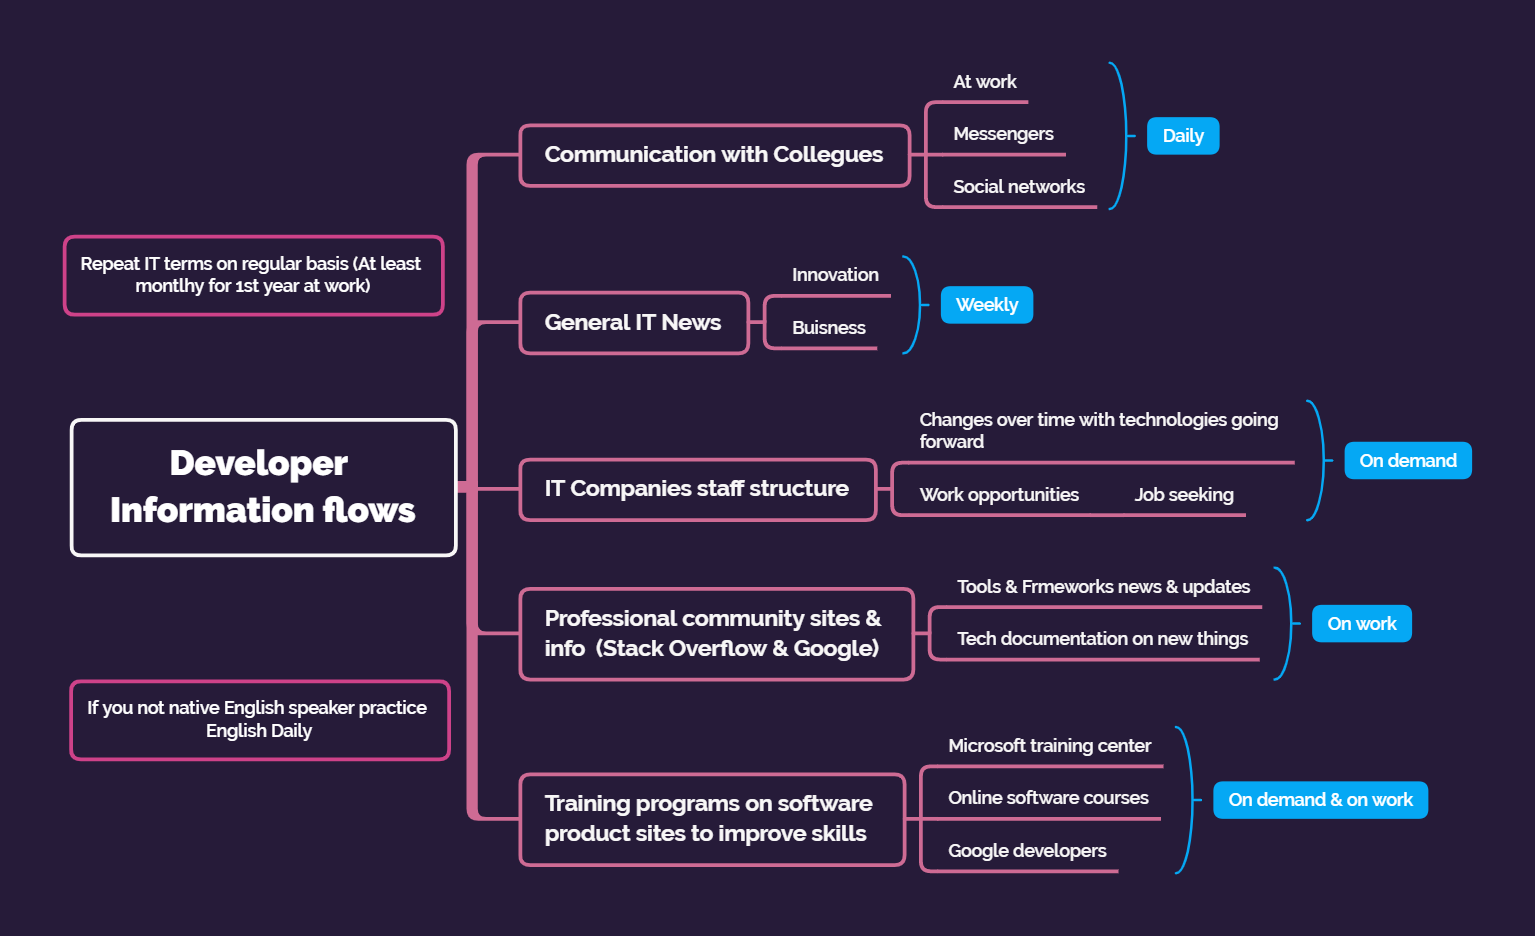 Developer
Information flows
Repeat IT terms on regular basis (At least
montlhy for 1st year at work)
If you not native English speaker practice
English Daily
Communication with Collegues
At work
Messengers
Social networks
Daily
General IT News
Innovation
Buisness
Weekly
IT Companies staff structure
Changes over time with technologies going
forward
Work opportunities
Job seeking
On demand
Professional community sites &
info (Stack Overflow & Google)
Tools & Frmeworks news & updates
Tech documentation on new things
On work
Training programs on software
product sites to improve skills
Microsoft training center
Online software courses
Google developers
On demand & on work